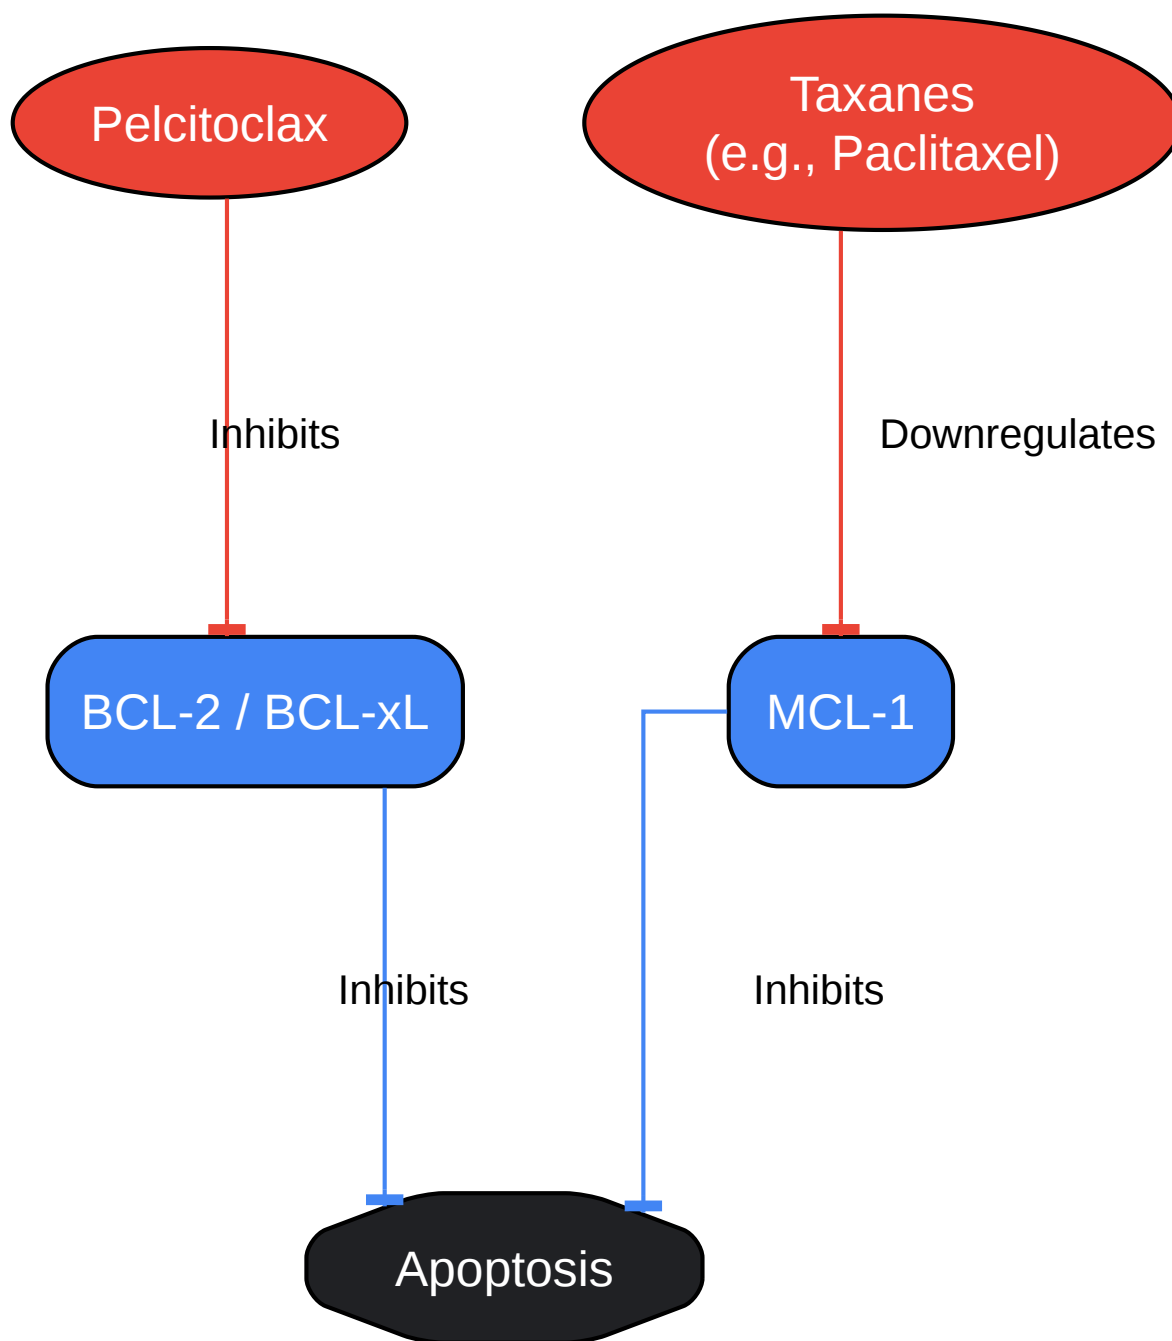 Pelcitoclax
Taxanes
(e.g., Paclitaxel)
Inhibits
Downregulates
BCL-2 / BCL-xL
MCL-1
Inhibits
Inhibits
Apoptosis